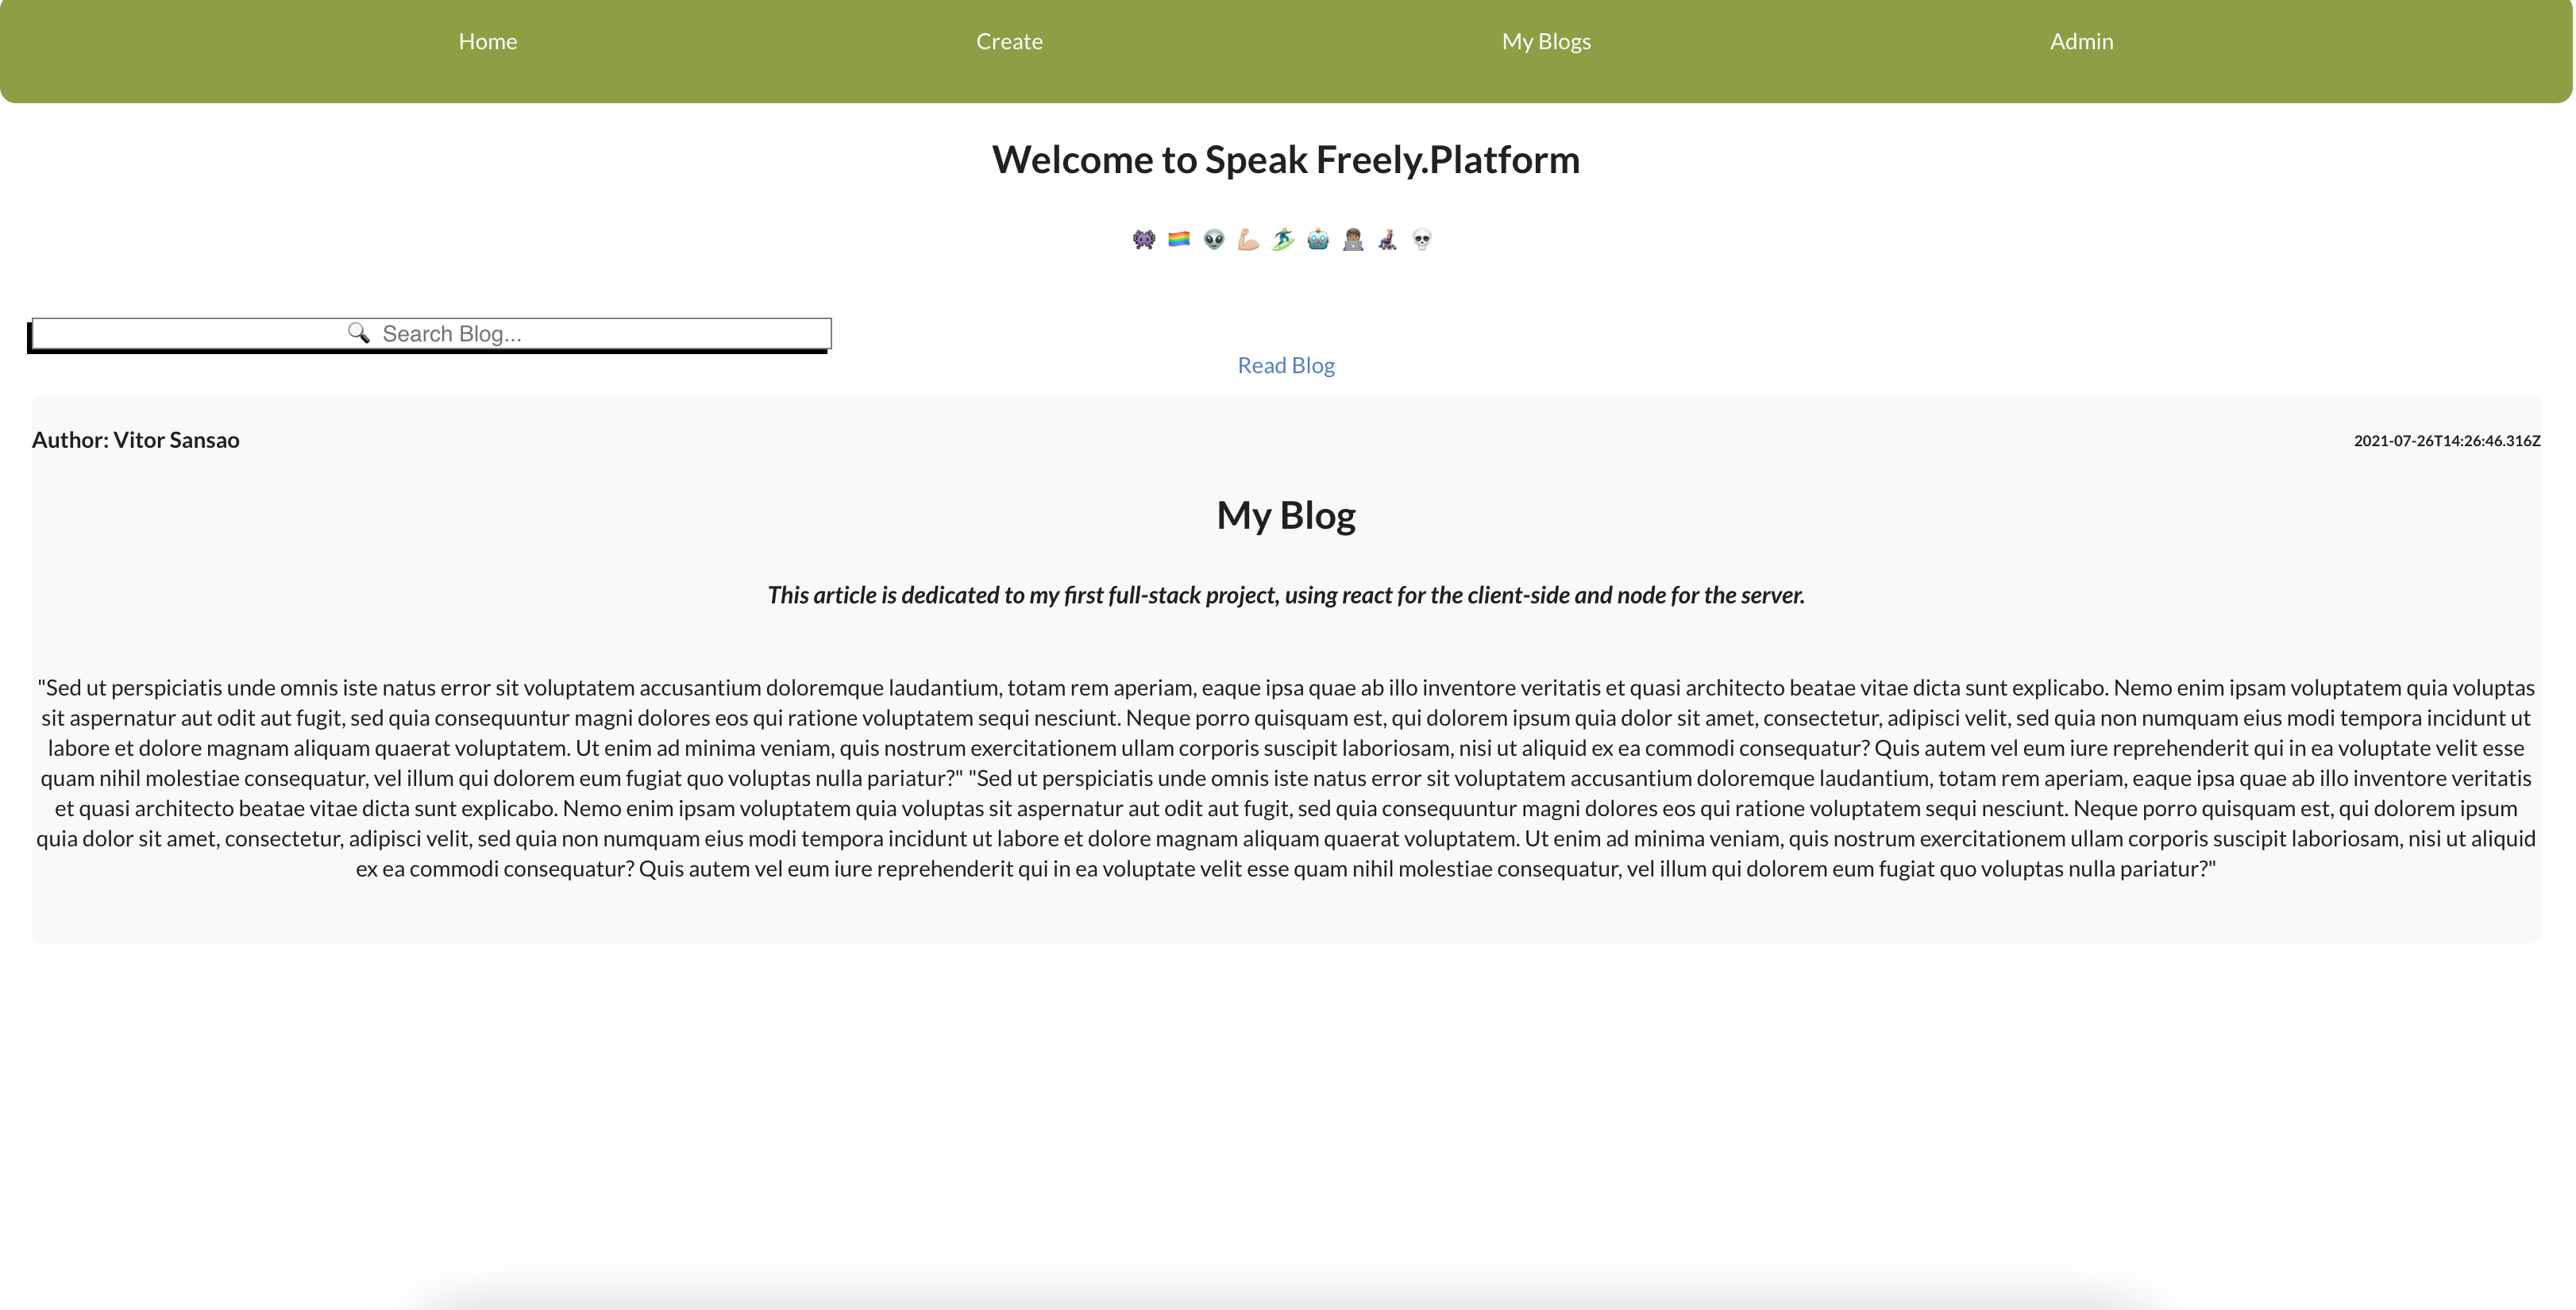 Home Create My Blogs Admin
Welcome to Speak Freely.Platform
👾 🏳️‍🌈 👽 💪🏼 🏄🏼‍♂️ 🤖 👨🏽‍💻 👩🏽‍🦽 💀
🔍 Search Blog...
Read Blog
Author: Vitor Sansao 2021-07-26T14:26:46.316Z
My Blog
This article is dedicated to my first full-stack project, using react for the client-side and node for the server.
"Sed ut perspiciatis unde omnis iste natus error sit voluptatem accusantium doloremque laudantium, totam rem aperiam, eaque ipsa quae ab illo inventore veritatis et quasi architecto beatae vitae dicta sunt explicabo. Nemo enim ipsam voluptatem quia voluptas
sit aspernatur aut odit aut fugit, sed quia consequuntur magni dolores eos qui ratione voluptatem sequi nesciunt. Neque porro quisquam est, qui dolorem ipsum quia dolor sit amet, consectetur, adipisci velit, sed quia non numquam eius modi tempora incidunt ut
labore et dolore magnam aliquam quaerat voluptatem. Ut enim ad minima veniam, quis nostrum exercitationem ullam corporis suscipit laboriosam, nisi ut aliquid ex ea commodi consequatur? Quis autem vel eum iure reprehenderit qui in ea voluptate velit esse
quam nihil molestiae consequatur, vel illum qui dolorem eum fugiat quo voluptas nulla pariatur?" "Sed ut perspiciatis unde omnis iste natus error sit voluptatem accusantium doloremque laudantium, totam rem aperiam, eaque ipsa quae ab illo inventore veritatis
et quasi architecto beatae vitae dicta sunt explicabo. Nemo enim ipsam voluptatem quia voluptas sit aspernatur aut odit aut fugit, sed quia consequuntur magni dolores eos qui ratione voluptatem sequi nesciunt. Neque porro quisquam est, qui dolorem ipsum
quia dolor sit amet, consectetur, adipisci velit, sed quia non numquam eius modi tempora incidunt ut labore et dolore magnam aliquam quaerat voluptatem. Ut enim ad minima veniam, quis nostrum exercitationem ullam corporis suscipit laboriosam, nisi ut aliquid
ex ea commodi consequatur? Quis autem vel eum iure reprehenderit qui in ea voluptate velit esse quam nihil molestiae consequatur, vel illum qui dolorem eum fugiat quo voluptas nulla pariatur?"